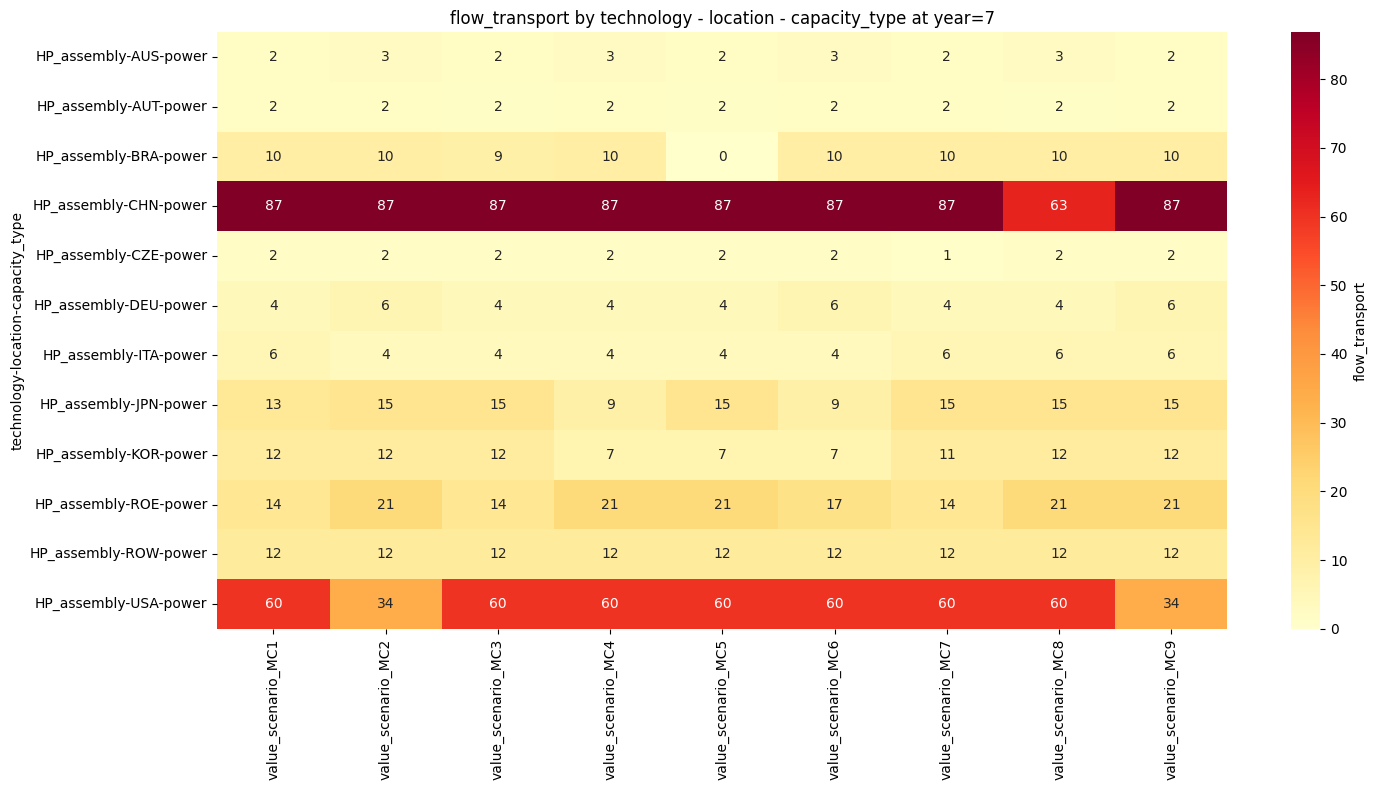 flow_transport by technology - location - capacity_type at year=7
technology-location-capacity_type
HP_assembly-AUS-power 2 3 2 3 2 3 2 3 2
HP_assembly-AUT-power 2 2 2 2 2 2 2 2 2
HP_assembly-BRA-power 10 10 9 10 0 10 10 10 10
HP_assembly-CHN-power 87 87 87 87 87 87 87 63 87
HP_assembly-CZE-power 2 2 2 2 2 2 1 2 2
HP_assembly-DEU-power 4 6 4 4 4 6 4 4 6
HP_assembly-ITA-power 6 4 4 4 4 4 6 6 6
HP_assembly-JPN-power 13 15 15 9 15 9 15 15 15
HP_assembly-KOR-power 12 12 12 7 7 7 11 12 12
HP_assembly-ROE-power 14 21 14 21 21 17 14 21 21
HP_assembly-ROW-power 12 12 12 12 12 12 12 12 12
HP_assembly-USA-power 60 34 60 60 60 60 60 60 34
value_scenario_MC1
value_scenario_MC2
value_scenario_MC3
value_scenario_MC4
value_scenario_MC5
value_scenario_MC6
value_scenario_MC7
value_scenario_MC8
value_scenario_MC9
80
70
60
50
40
30
20
10
0
flow_transport